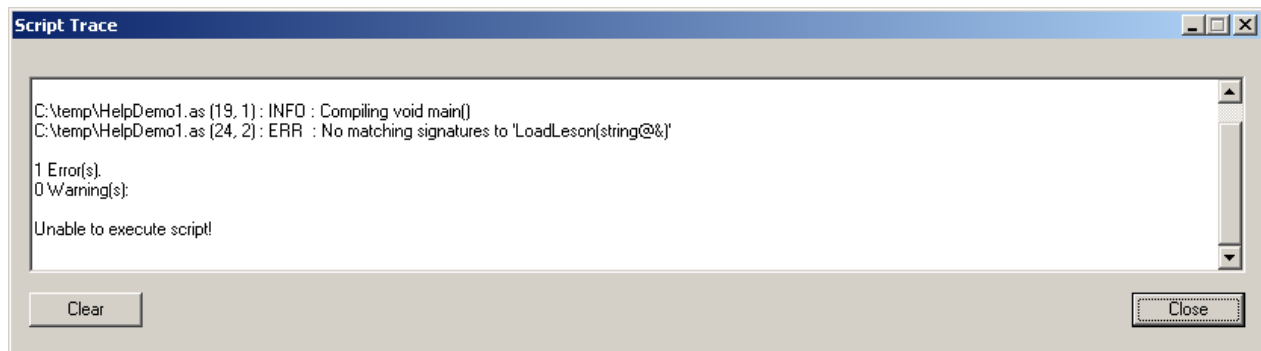 Script Trace
C:\temp\HelpDemo1.as (19, 1) : INFO : Compiling void main()
C:\temp\HelpDemo1.as (24, 2) : ERR : No matching signatures to 'LoadLeson(string@&)'
1 Error(s).
0 Warning(s):
Unable to execute script!
Clear
Close